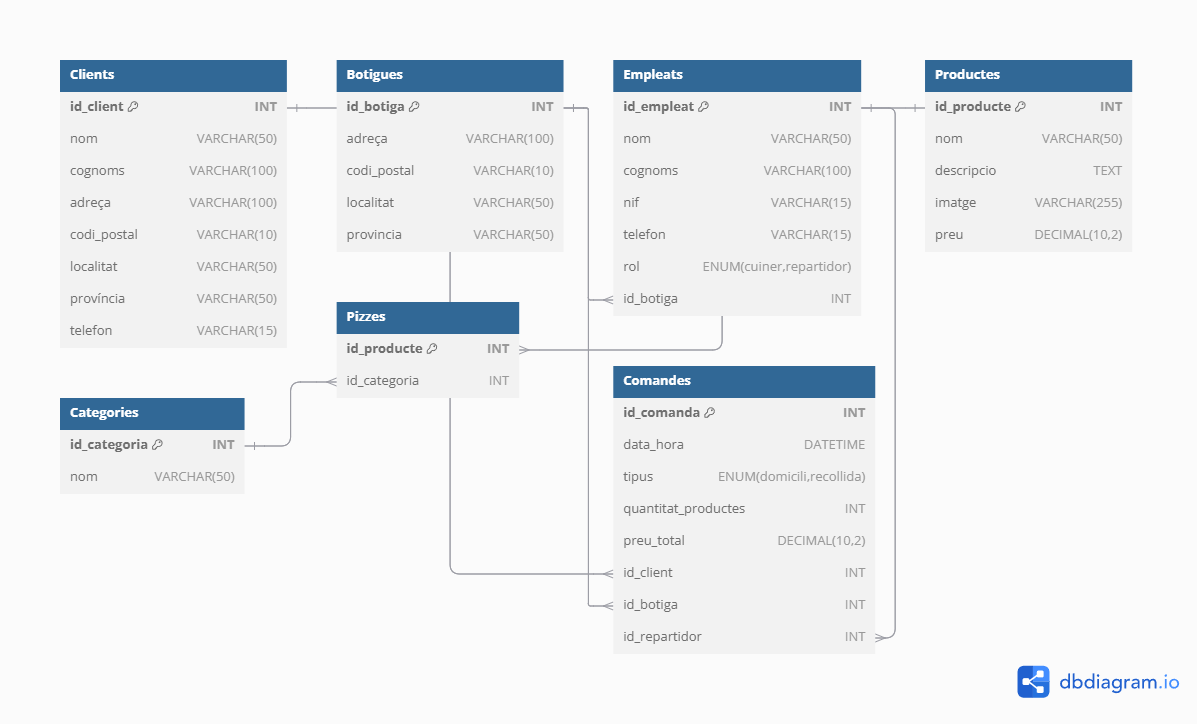 Clients
id_client INT
nom VARCHAR(50)
cognoms VARCHAR(100)
adreça VARCHAR(100)
codi_postal VARCHAR(10)
localitat VARCHAR(50)
província VARCHAR(50)
telefon VARCHAR(15)
Botigues
id_botiga INT
adreça VARCHAR(100)
codi_postal VARCHAR(10)
localitat VARCHAR(50)
provincia VARCHAR(50)
Empleats
id_empleat INT
nom VARCHAR(50)
cognoms VARCHAR(100)
nif VARCHAR(15)
telefon VARCHAR(15)
rol ENUM(cuiner,repartidor)
id_botiga INT
Productes
id_producte INT
nom VARCHAR(50)
descripcio TEXT
imatge VARCHAR(255)
preu DECIMAL(10,2)
Pizzes
id_producte INT
id_categoria INT
Categories
id_categoria INT
nom VARCHAR(50)
Comandes
id_comanda INT
data_hora DATETIME
tipus ENUM(domicili,recollida)
quantitat_productes INT
preu_total DECIMAL(10,2)
id_client INT
id_botiga INT
id_repartidor INT
dbdiagram.io